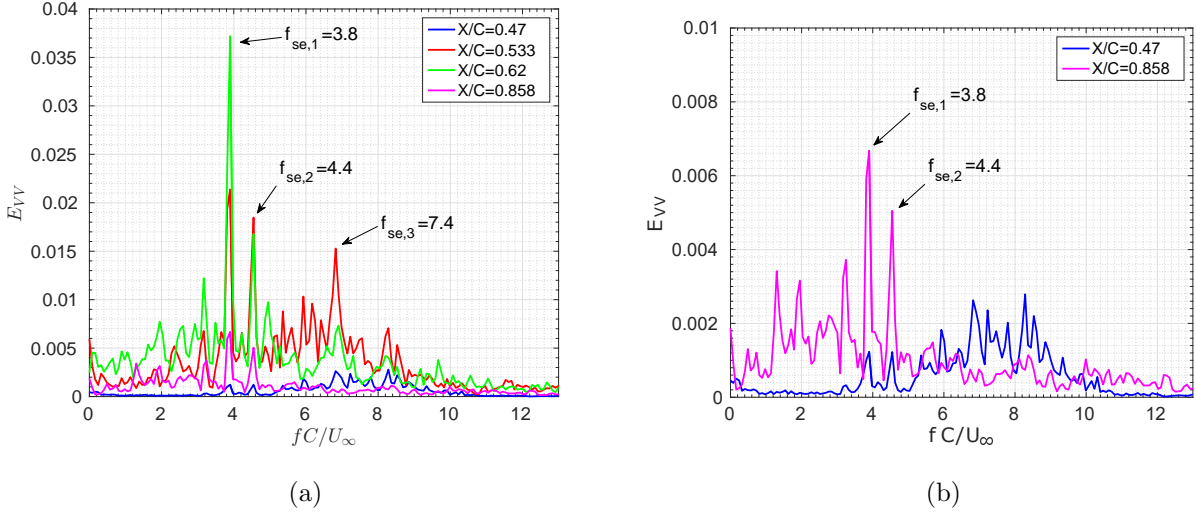 0.04
0.035
0.03
0.025
0.02
0.015
0.01
0.005
0
E_VV
0 2 4 6 8 10 12
fC/U∞
f_se,1=3.8
f_se,2=4.4
f_se,3=7.4
X/C=0.47
X/C=0.533
X/C=0.62
X/C=0.858
(a)
0.01
0.008
0.006
0.004
0.002
0
E_VV
0 2 4 6 8 10 12
f C/U∞
f_se,1=3.8
f_se,2=4.4
X/C=0.47
X/C=0.858
(b)